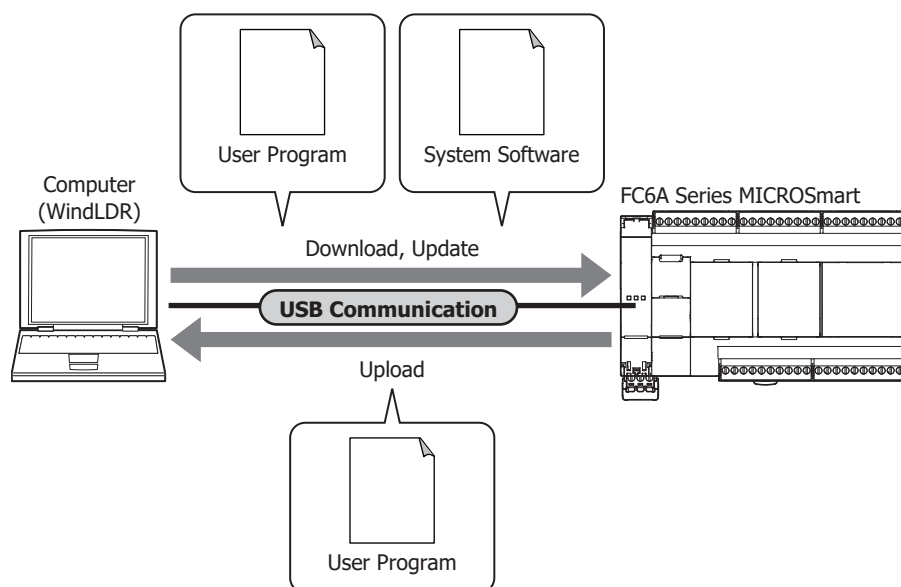 User Program
System Software
Computer
(WindLDR)
FC6A Series MICROSmart
Download, Update
USB Communication
Upload
User Program